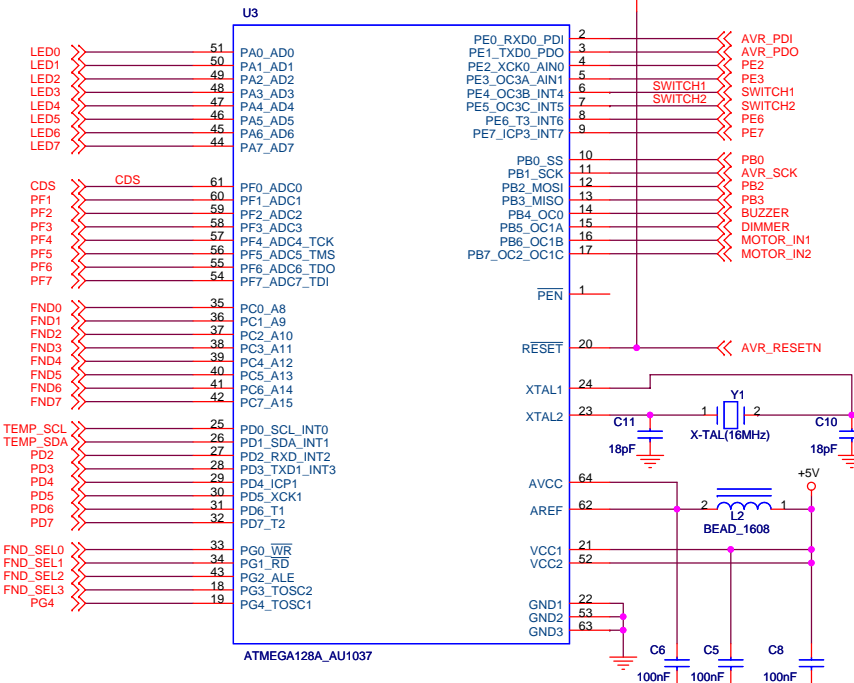 U3
LED0 51 PA0_AD0 PE0_RXD0_PDI 2 AVR_PDI
LED1 50 PA1_AD1 PE1_TXD0_PDO 3 AVR_PDO
LED2 49 PA2_AD2 PE2_XCK0_AIN0 4 PE2
LED3 48 PA3_AD3 PE3_OC3A_AIN1 5 PE3
LED4 47 PA4_AD4 PE4_OC3B_INT4 6 SWITCH1 SWITCH1
LED5 46 PA5_AD5 PE5_OC3C_INT5 7 SWITCH2 SWITCH2
LED6 45 PA6_AD6 PE6_T3_INT6 8 PE6
LED7 44 PA7_AD7 PE7_ICP3_INT7 9 PE7
PB0_SS 10 PB0
PB1_SCK 11 AVR_SCK
CDS CDS 61 PF0_ADC0 PB2_MOSI 12 PB2
PF1 60 PF1_ADC1 PB3_MISO 13 PB3
PF2 59 PF2_ADC2 PB4_OC0 14 BUZZER
PF3 58 PF3_ADC3 PB5_OC1A 15 DIMMER
PF4 57 PF4_ADC4_TCK PB6_OC1B 16 MOTOR_IN1
PF5 56 PF5_ADC5_TMS PB7_OC2_OC1C 17 MOTOR_IN2
PF6 55 PF6_ADC6_TDO
PF7 54 PF7_ADC7_TDI
PEN 1
FND0 35 PC0_A8
FND1 36 PC1_A9
FND2 37 PC2_A10
FND3 38 PC3_A11 RESET 20 AVR_RESETN
FND4 39 PC4_A12
FND5 40 PC5_A13
FND6 41 PC6_A14 XTAL1 24
FND7 42 PC7_A15
Y1
XTAL2 23 1 2
C11 C10
TEMP_SCL 25 PD0_SCL_INT0 X-TAL(16MHz)
TEMP_SDA 26 PD1_SDA_INT1 18pF 18pF
PD2 27 PD2_RXD_INT2
PD3 28 PD3_TXD1_INT3
PD4 29 PD4_ICP1 AVCC 64 +5V
PD5 30 PD5_XCK1
PD6 31 PD6_T1 AREF 62 2 1
PD7 32 PD7_T2 L2
BEAD_1608
FND_SEL0 33 PG0_WR VCC1 21
FND_SEL1 34 PG1_RD VCC2 52
FND_SEL2 43 PG2_ALE
FND_SEL3 18 PG3_TOSC2
PG4 19 PG4_TOSC1 GND1 22
GND2 53
GND3 63
ATMEGA128A_AU1037
C6 C5 C8
100nF 100nF 100nF